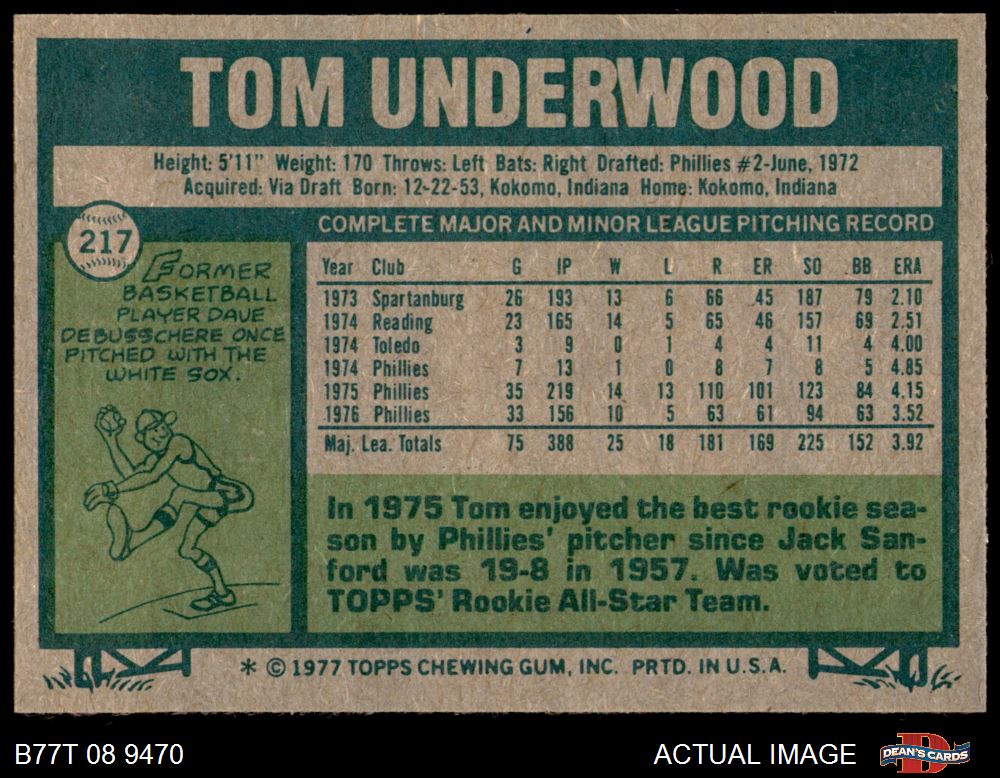 TOM UNDERWOOD
Height: 5'11" Weight: 170 Throws: Left Bats: Right Drafted: Phillies #2-June, 1972
Acquired: Via Draft Born: 12-22-53, Kokomo, Indiana Home: Kokomo, Indiana
217
FORMER
BASKETBALL
PLAYER DAVE
DEBUSSCHERE ONCE
PITCHED WITH THE
WHITE SOX.
COMPLETE MAJOR AND MINOR LEAGUE PITCHING RECORD
Year Club G IP W L R ER SO BB ERA
1973 Spartanburg 26 193 13 6 66 45 187 79 2.10
1974 Reading 23 165 14 5 65 46 157 69 2.51
1974 Toledo 3 9 0 1 4 4 11 4 4.00
1974 Phillies 7 13 1 0 8 7 8 5 4.85
1975 Phillies 35 219 14 13 110 101 123 84 4.15
1976 Phillies 33 156 10 5 63 61 94 63 3.52
Maj. Lea. Totals 75 388 25 18 181 169 225 152 3.92
In 1975 Tom enjoyed the best rookie sea-
son by Phillies' pitcher since Jack San-
ford was 19-8 in 1957. Was voted to
TOPPS' Rookie All-Star Team.
* © 1977 TOPPS CHEWING GUM, INC. PRTD. IN U.S.A.
B77T 08 9470
ACTUAL IMAGE
D
DEAN'S CARDS